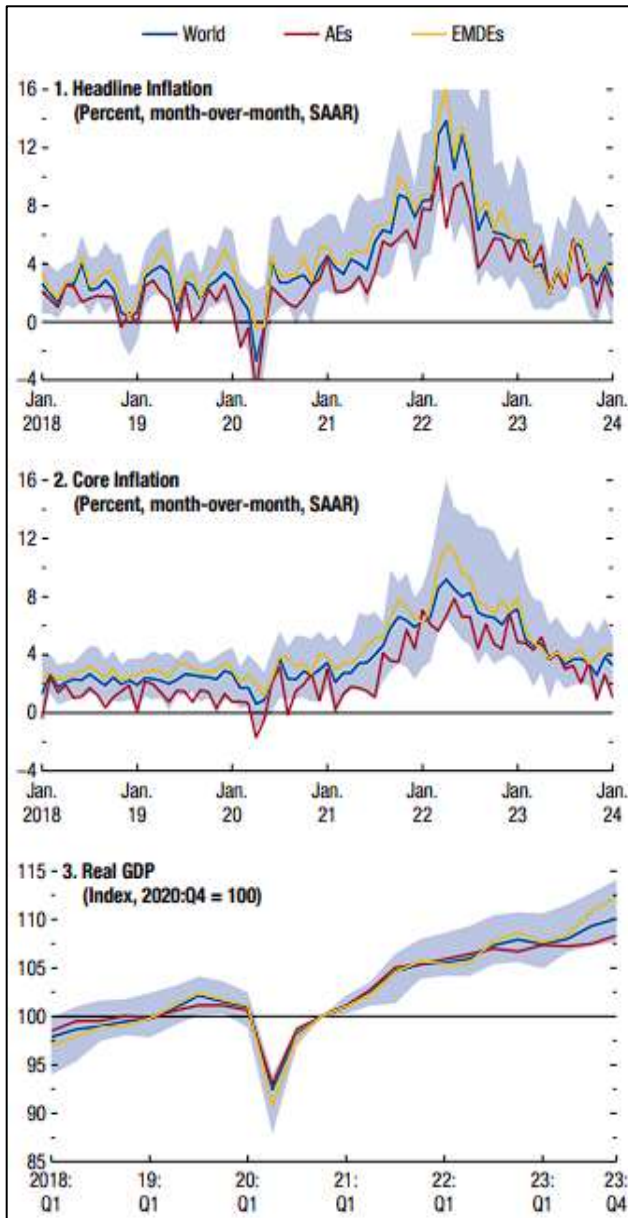 World AEs EMDEs
1. Headline Inflation
(Percent, month-over-month, SAAR)
16
12
8
4
0
–4
Jan. Jan. Jan. Jan. Jan. Jan. Jan.
2018 19 20 21 22 23 24
2. Core Inflation
(Percent, month-over-month, SAAR)
16
12
8
4
0
–4
Jan. Jan. Jan. Jan. Jan. Jan. Jan.
2018 19 20 21 22 23 24
3. Real GDP
(Index, 2020:Q4 = 100)
115
110
105
100
95
90
85
2018: 19: 20: 21: 22: 23: 23:
Q1 Q1 Q1 Q1 Q1 Q1 Q4